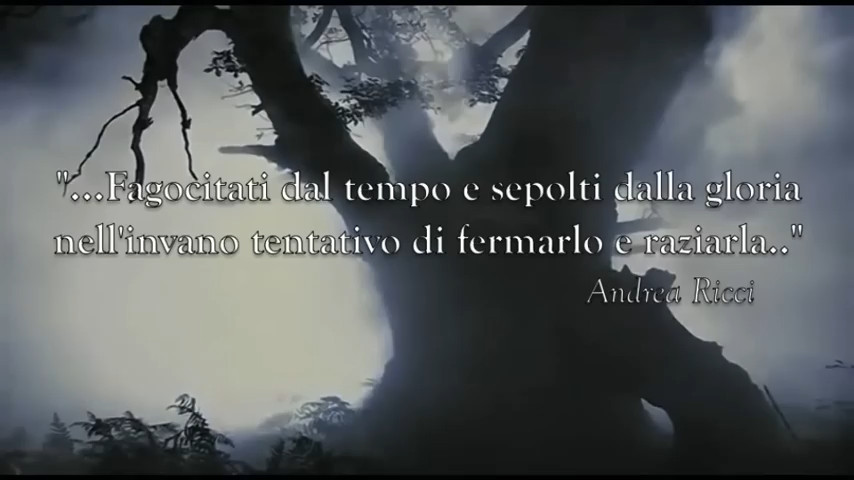 "...Fagocitati dal tempo e sepolti dalla gloria
nell'invano tentativo di fermarlo e raziarla.."
Andrea Ricci